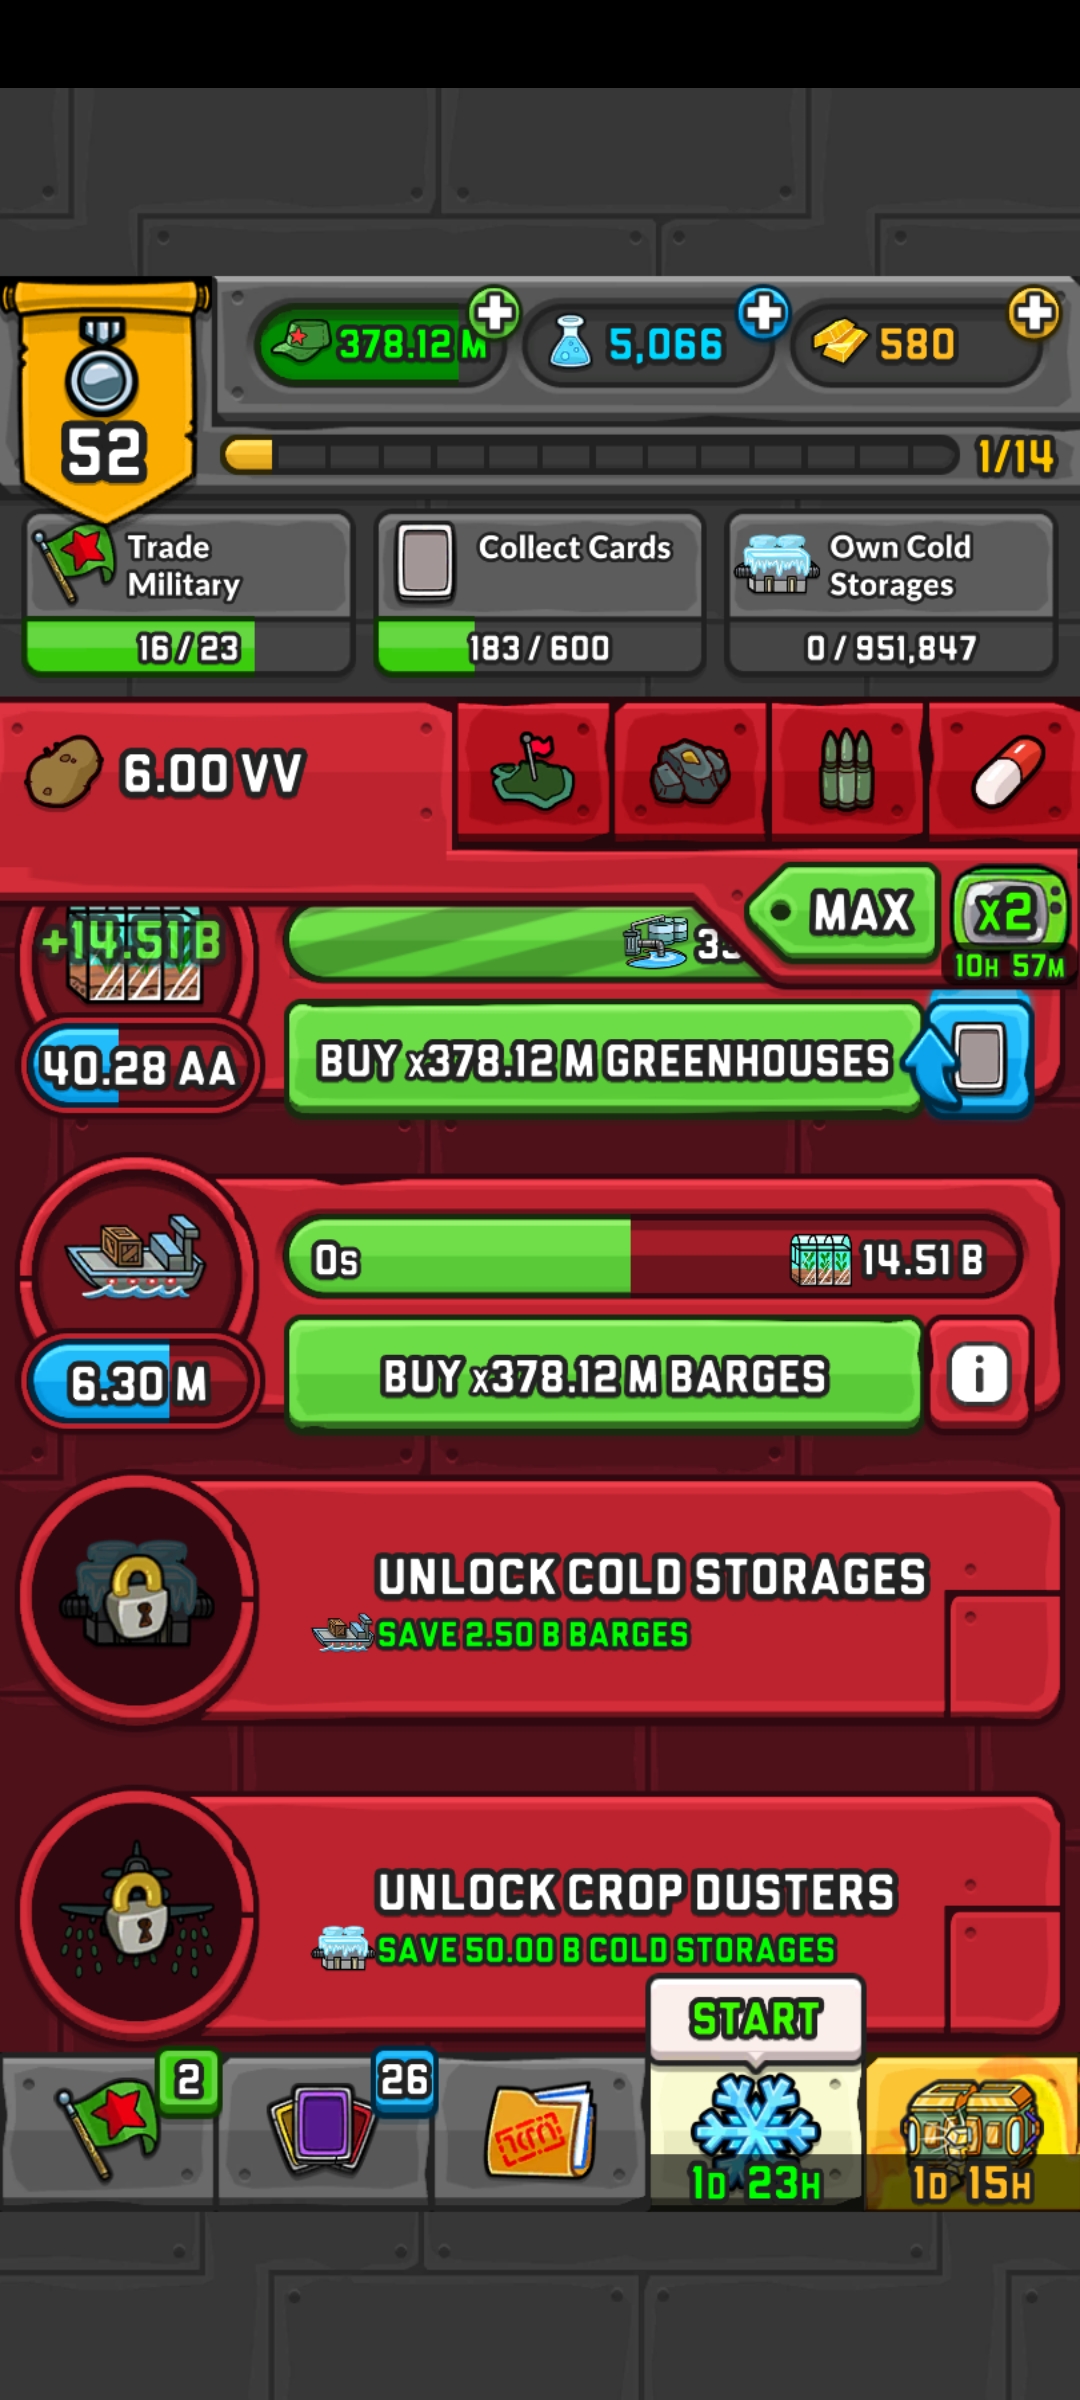 378.12 M
5,066
580
52
1/14
Trade
Military
16 / 23
Collect Cards
183 / 600
Own Cold
Storages
0 / 951,847
6.00 VV
MAX
x2
10H 57M
+14.51 B
40.28 AA
BUY x378.12 M GREENHOUSES
0s
14.51 B
6.30 M
BUY x378.12 M BARGES
i
UNLOCK COLD STORAGES
SAVE 2.50 B BARGES
UNLOCK CROP DUSTERS
SAVE 50.00 B COLD STORAGES
START
2
26
1D 23H
1D 15H